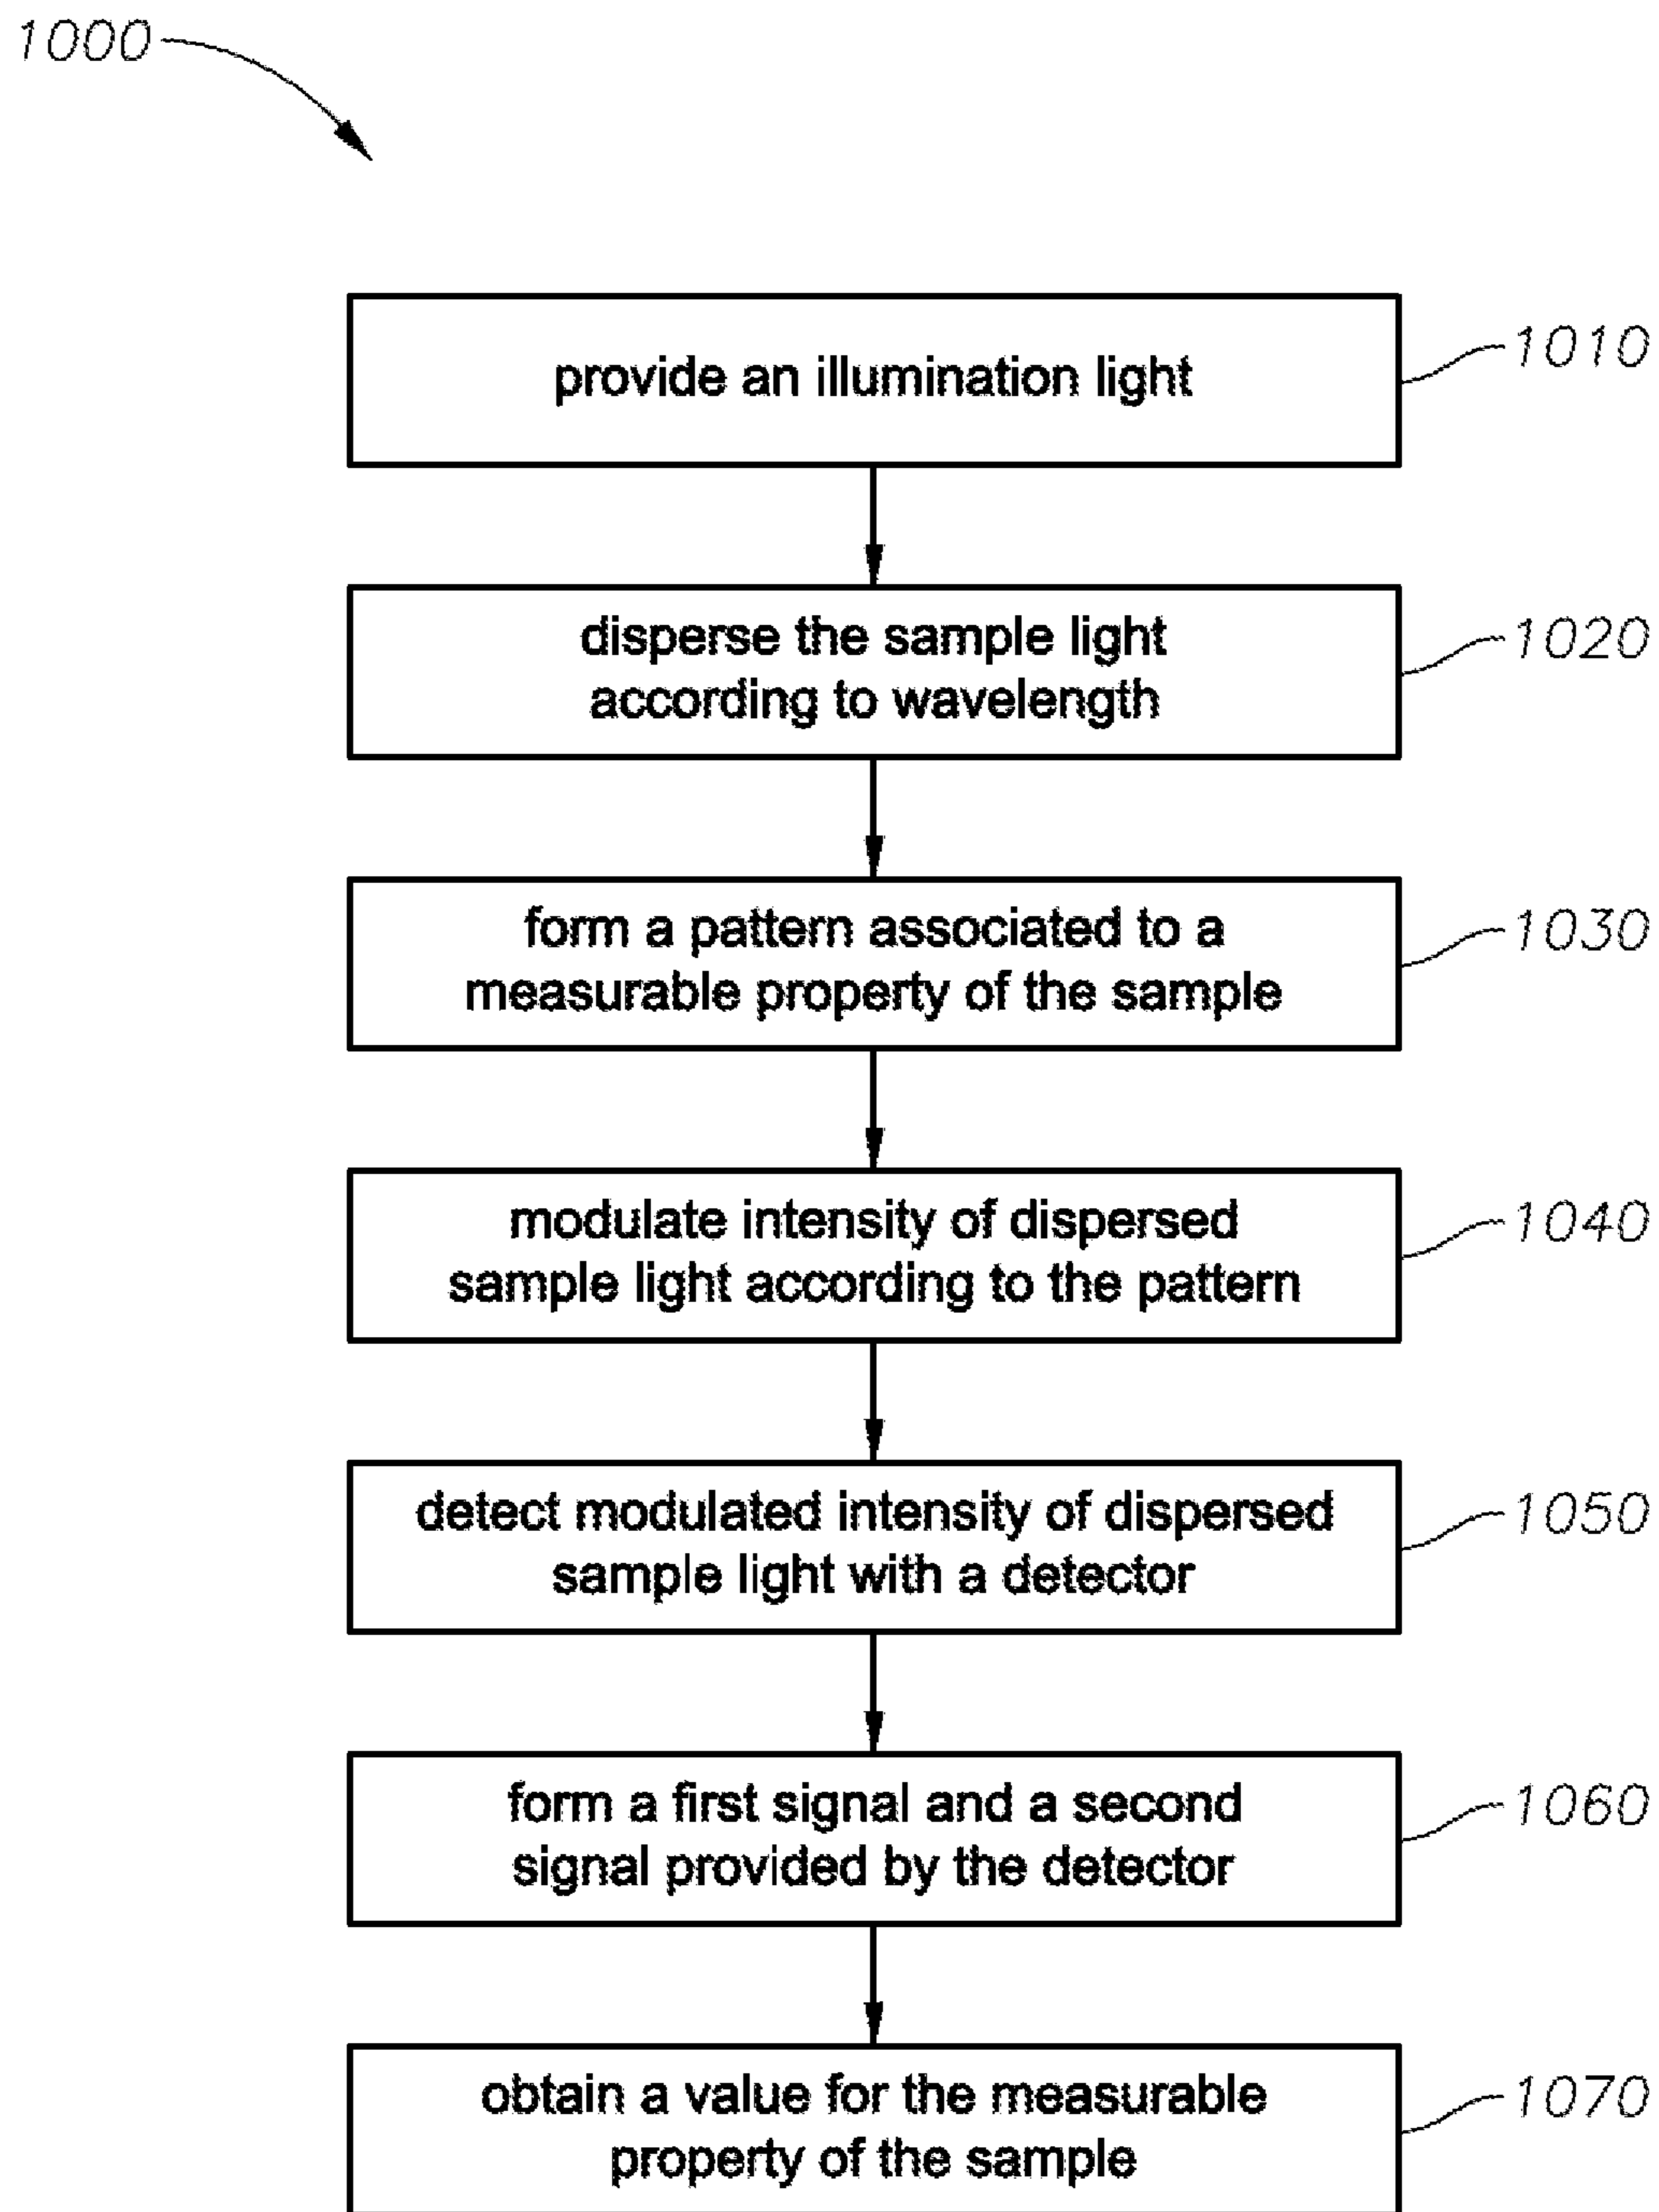 1000
provide an illumination light
1010
disperse the sample light
according to wavelength
1020
form a pattern associated to a
measurable property of the sample
1030
modulate intensity of dispersed
sample light according to the pattern
1040
detect modulated intensity of dispersed
sample light with a detector
1050
form a first signal and a second
signal provided by the detector
1060
obtain a value for the measurable
property of the sample
1070